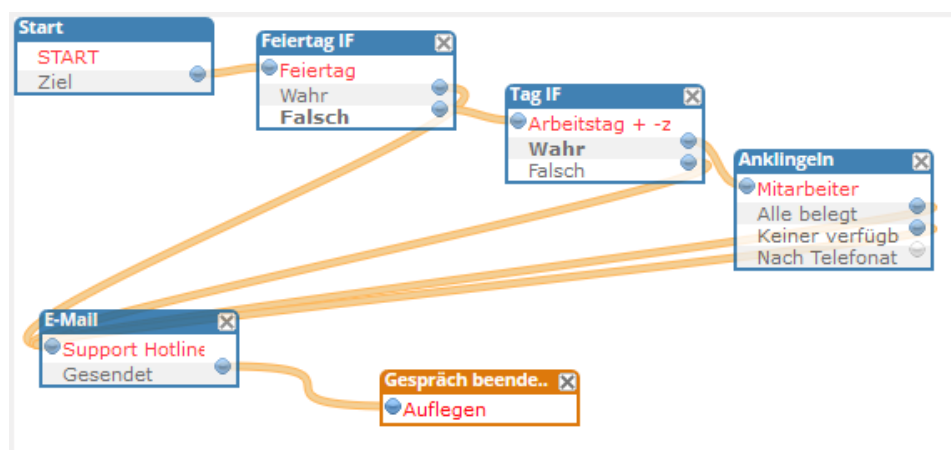 Start
START
Ziel
Feiertag IF
Feiertag
Wahr
Falsch
Tag IF
Arbeitstag + -z
Wahr
Falsch
Anklingeln
Mitarbeiter
Alle belegt
Keiner verfügb
Nach Telefonat
E-Mail
Support Hotline
Gesendet
Gespräch beende..
Auflegen